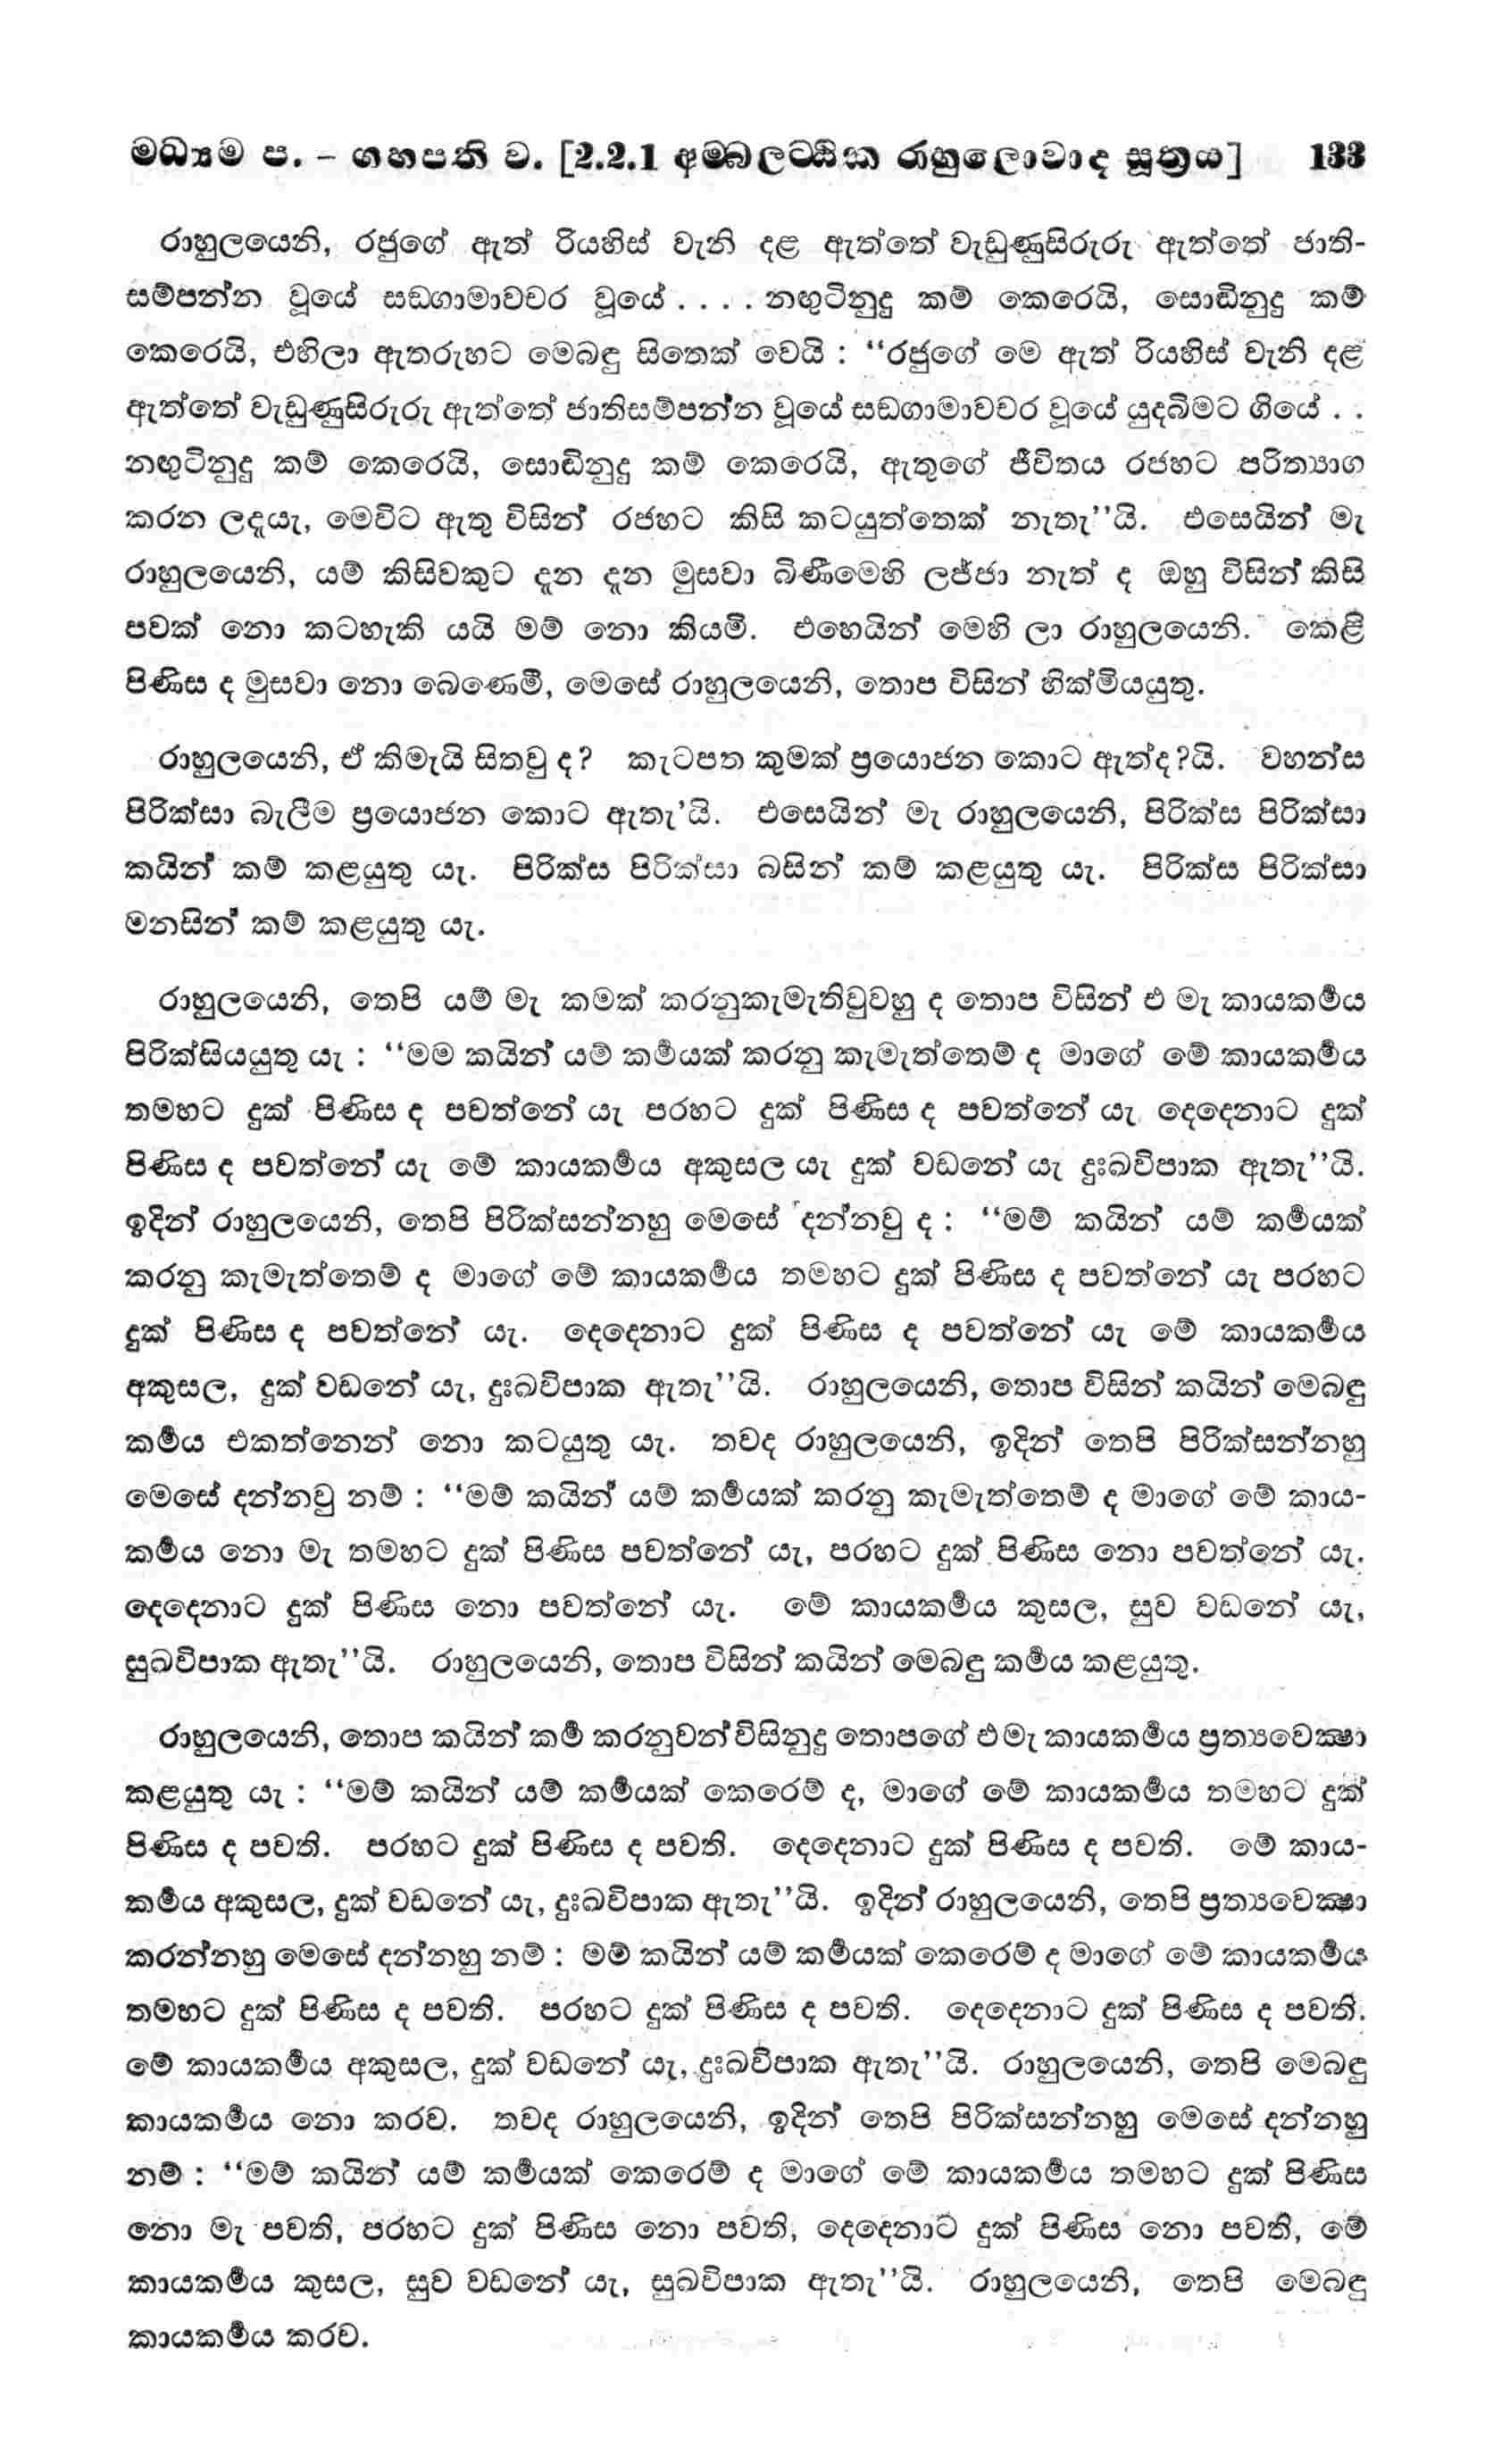 මධ්‍යම ප. – ගහපති ව. [2.2.1 අම්බලට්ඨික රාහුලොවාද සූත්‍රය] 133
රාහුලයෙනි, රජුගේ ඇත් රියහිස් වැනි දළ ඇත්තේ වැඩුණුසිරුරු ඇත්තේ ජාති-
සම්පන්න වූයේ සඞගාමාවචර වූයේ . . . . නඟුටිනුදු කම් කෙරෙයි, සොඬිනුදු කම්
කෙරෙයි, එහිලා ඇතරුහට මෙබඳු සිතෙක් වෙයි : “රජුගේ මෙ ඇත් රියහිස් වැනි දළ
ඇත්තේ වැඩුණුසිරුරු ඇත්තේ ජාතිසම්පන්න වූයේ සඞගාමාවචර වූයේ යුදබිමට ගියේ . .
නඟුටිනුදු කම් කෙරෙයි, සොඬිනුදු කම් කෙරෙයි, ඇතුගේ ජීවිතය රජහට පරිත්‍යාග
කරන ලදැයැ, මෙවිට ඇතු විසින් රජහට කිසි කටයුත්තෙක් නැතැ”යි. එසෙයින් මැ
රාහුලයෙනි, යම් කිසිවකුට දැන දැන මුසවා බිණීමෙහි ලජ්ජා නැත් ද ඔහු විසින් කිසි
පවක් නො කටහැකි යයි මම් නො කියමි. එහෙයින් මෙහි ලා රාහුලයෙනි. කෙළි
පිණිස ද මුසවා නො බෙණෙමි, මෙසේ රාහුලයෙනි, තොප විසින් හික්මියයුතු.
රාහුලයෙනි, ඒ කිමැයි සිතවු ද? කැටපත කුමක් ප්‍රයොජන කොට ඇත්ද?යි. වහන්ස
පිරික්සා බැලීම ප්‍රයොජන කොට ඇතැ’යි. එසෙයින් මැ රාහුලයෙනි, පිරික්ස පිරික්සා
කයින් කම් කළයුතු යැ. පිරික්ස පිරික්සා බසින් කම් කළයුතු යැ. පිරික්ස පිරික්සා
මනසින් කම් කළයුතු යැ.
රාහුලයෙනි, තෙපි යම් මැ කමක් කරනුකැමැතිවුවහු ද තොප විසින් එ මැ කායකර්‍මය
පිරික්සියයුතු යැ : “මම කයින් යම් කර්‍මයක් කරනු කැමැත්තෙම් ද මාගේ මේ කායකර්‍මය
තමහට දුක් පිණිස ද පවත්නේ යැ පරහට දුක් පිණිස ද පවත්නේ යැ දෙදෙනාට දුක්
පිණිස ද පවත්නේ යැ මේ කායකර්‍මය අකුසල යැ දුක් වඩනේ යැ දුඃඛවිපාක ඇතැ”යි.
ඉදින් රාහුලයෙනි, තෙපි පිරික්සන්නහු මෙසේ දන්නවු ද : “මම් කයින් යම් කර්‍මයක්
කරනු කැමැත්තෙම් ද මාගේ මේ කායකර්‍මය තමහට දුක් පිණිස ද පවත්නේ යැ පරහට
දුක් පිණිස ද පවත්නේ යැ. දෙදෙනාට දුක් පිණිස ද පවත්නේ යැ මේ කායකර්‍මය
අකුසල, දුක් වඩනේ යැ, දුඃඛවිපාක ඇතැ”යි. රාහුලයෙනි, තොප විසින් කයින් මෙබඳු
කර්‍මය එකත්නෙන් නො කටයුතු යැ. තවද රාහුලයෙනි, ඉදින් තෙපි පිරික්සන්නහු
මෙසේ දන්නවු නම් : “මම් කයින් යම් කර්‍මයක් කරනු කැමැත්තෙම් ද මාගේ මේ කාය-
කර්‍මය නො මැ තමහට දුක් පිණිස පවත්නේ යැ, පරහට දුක් පිණිස නො පවත්නේ යැ.
දෙදෙනාට දුක් පිණිස නො පවත්නේ යැ. මේ කායකර්‍මය කුසල, සුව වඩනේ යැ,
සුඛවිපාක ඇතැ”යි. රාහුලයෙනි, තොප විසින් කයින් මෙබඳු කර්‍මය කළයුතු.
රාහුලයෙනි, තොප කයින් කර්‍ම කරනුවන් විසිනුදු තොපගේ එමැ කායකර්‍මය ප්‍රත්‍යවෙක්‍ෂා
කළයුතු යැ : “මම් කයින් යම් කර්‍මයක් කෙරෙම් ද, මාගේ මේ කායකර්‍මය තමහට දුක්
පිණිස ද පවතී. පරහට දුක් පිණිස ද පවති. දෙදෙනාට දුක් පිණිස ද පවති. මේ කාය-
කර්‍මය අකුසල, දුක් වඩනේ යැ, දුඃඛවිපාක ඇතැ”යි. ඉදින් රාහුලයෙනි, තෙපි ප්‍රත්‍යවෙක්‍ෂා
කරන්නහු මෙසේ දන්නහු නම් : මම් කයින් යම් කර්‍මයක් කෙරෙම් ද මාගේ මේ කායකර්‍මය
තමහට දුක් පිණිස ද පවති. පරහට දුක් පිණිස ද පවති. දෙදෙනාට දුක් පිණිස ද පවති.
මේ කායකර්‍මය අකුසල, දුක් වඩනේ යැ, දුඃඛවිපාක ඇතැ”යි. රාහුලයෙනි, තෙපි මෙබඳු
කායකර්‍මය නො කරව. තවද රාහුලයෙනි, ඉදින් තෙපි පිරික්සන්නහු මෙසේ දන්නහු
නම් : “මම් කයින් යම් කර්‍මයක් කෙරෙම් ද මාගේ මේ කායකර්‍මය තමහට දුක් පිණිස
නො මැ පවති, පරහට දුක් පිණිස නො පවති, දෙදෙනාට දුක් පිණිස නො පවති, මේ
කායකර්‍මය කුසල, සුව වඩනේ යැ, සුඛවිපාක ඇතැ”යි. රාහුලයෙනි, තෙපි මෙබඳු
කායකර්‍මය කරව.